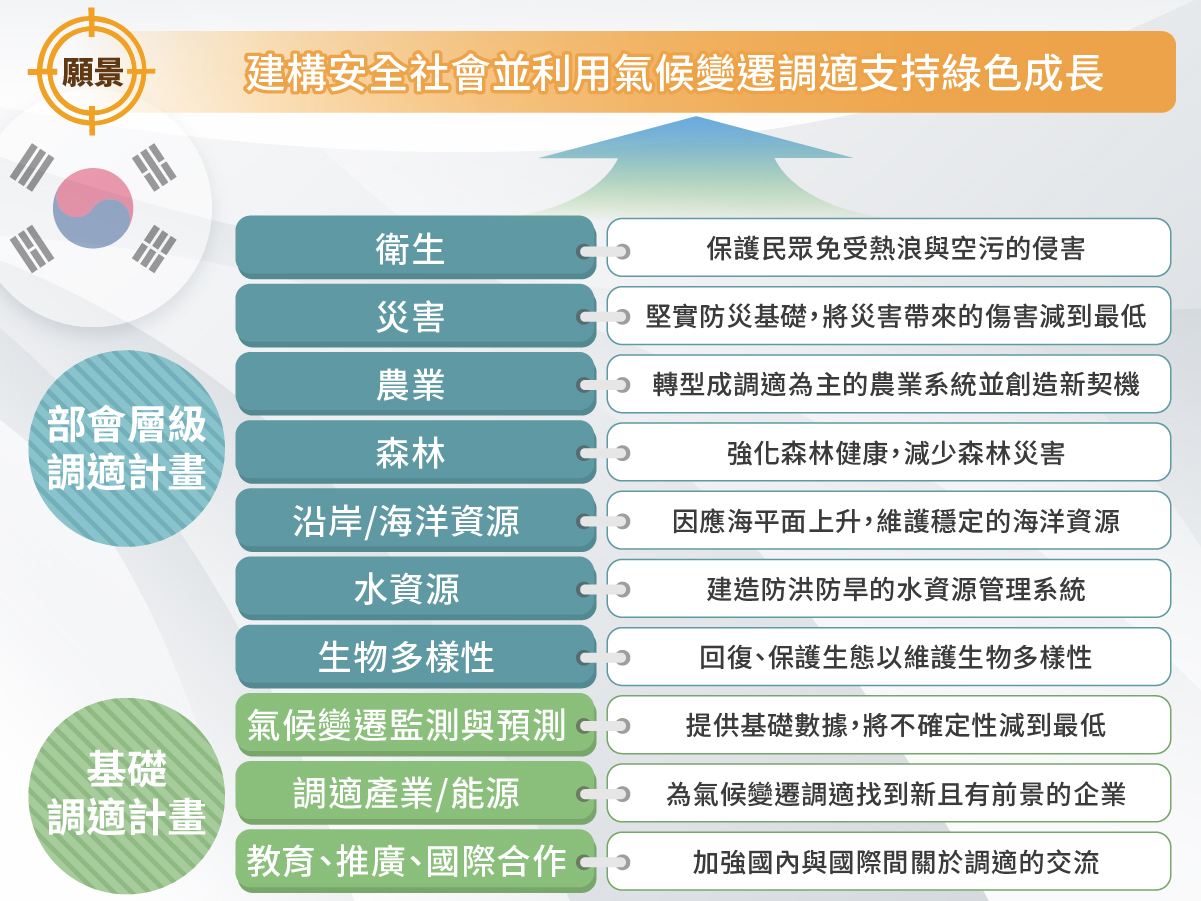 願景
建構安全社會並利用氣候變遷調適支持綠色成長
部會層級
調適計畫
衛生
保護民眾免受熱浪與空污的侵害
災害
堅實防災基礎，將災害帶來的傷害減到最低
農業
轉型成調適為主的農業系統並創造新契機
森林
強化森林健康，減少森林災害
沿岸/海洋資源
因應海平面上升，維護穩定的海洋資源
水資源
建造防洪防旱的水資源管理系統
生物多樣性
回復、保護生態以維護生物多樣性
基礎
調適計畫
氣候變遷監測與預測
提供基礎數據，將不確定性減到最低
調適產業/能源
為氣候變遷調適找到新且有前景的企業
教育、推廣、國際合作
加強國內與國際間關於調適的交流